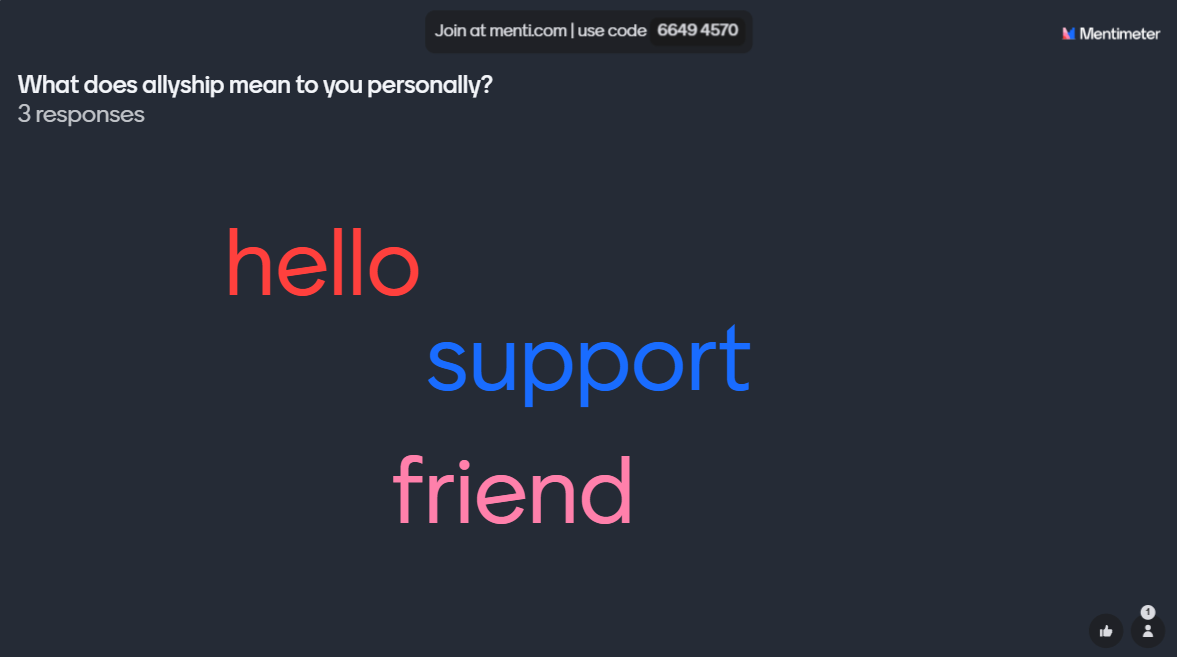 Join at menti.com | use code 6649 4570
Mentimeter
What does allyship mean to you personally?
3 responses
hello
support
friend
1